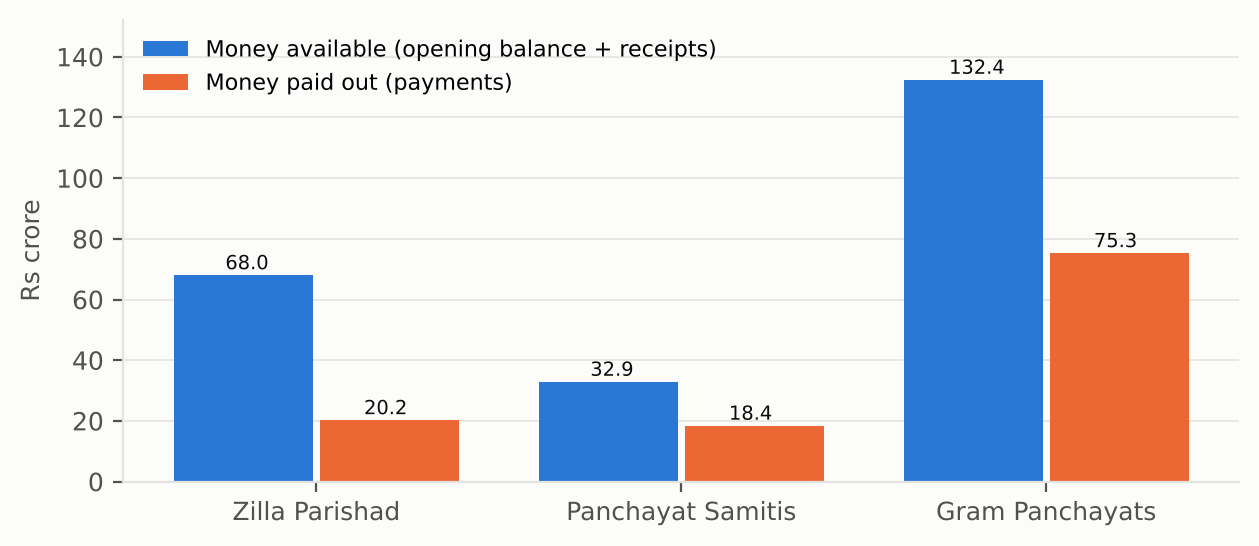 Money available (opening balance + receipts)
Money paid out (payments)
Rs crore
140
120
100
80
60
40
20
0
68.0
20.2
32.9
18.4
132.4
75.3
Zilla Parishad
Panchayat Samitis
Gram Panchayats